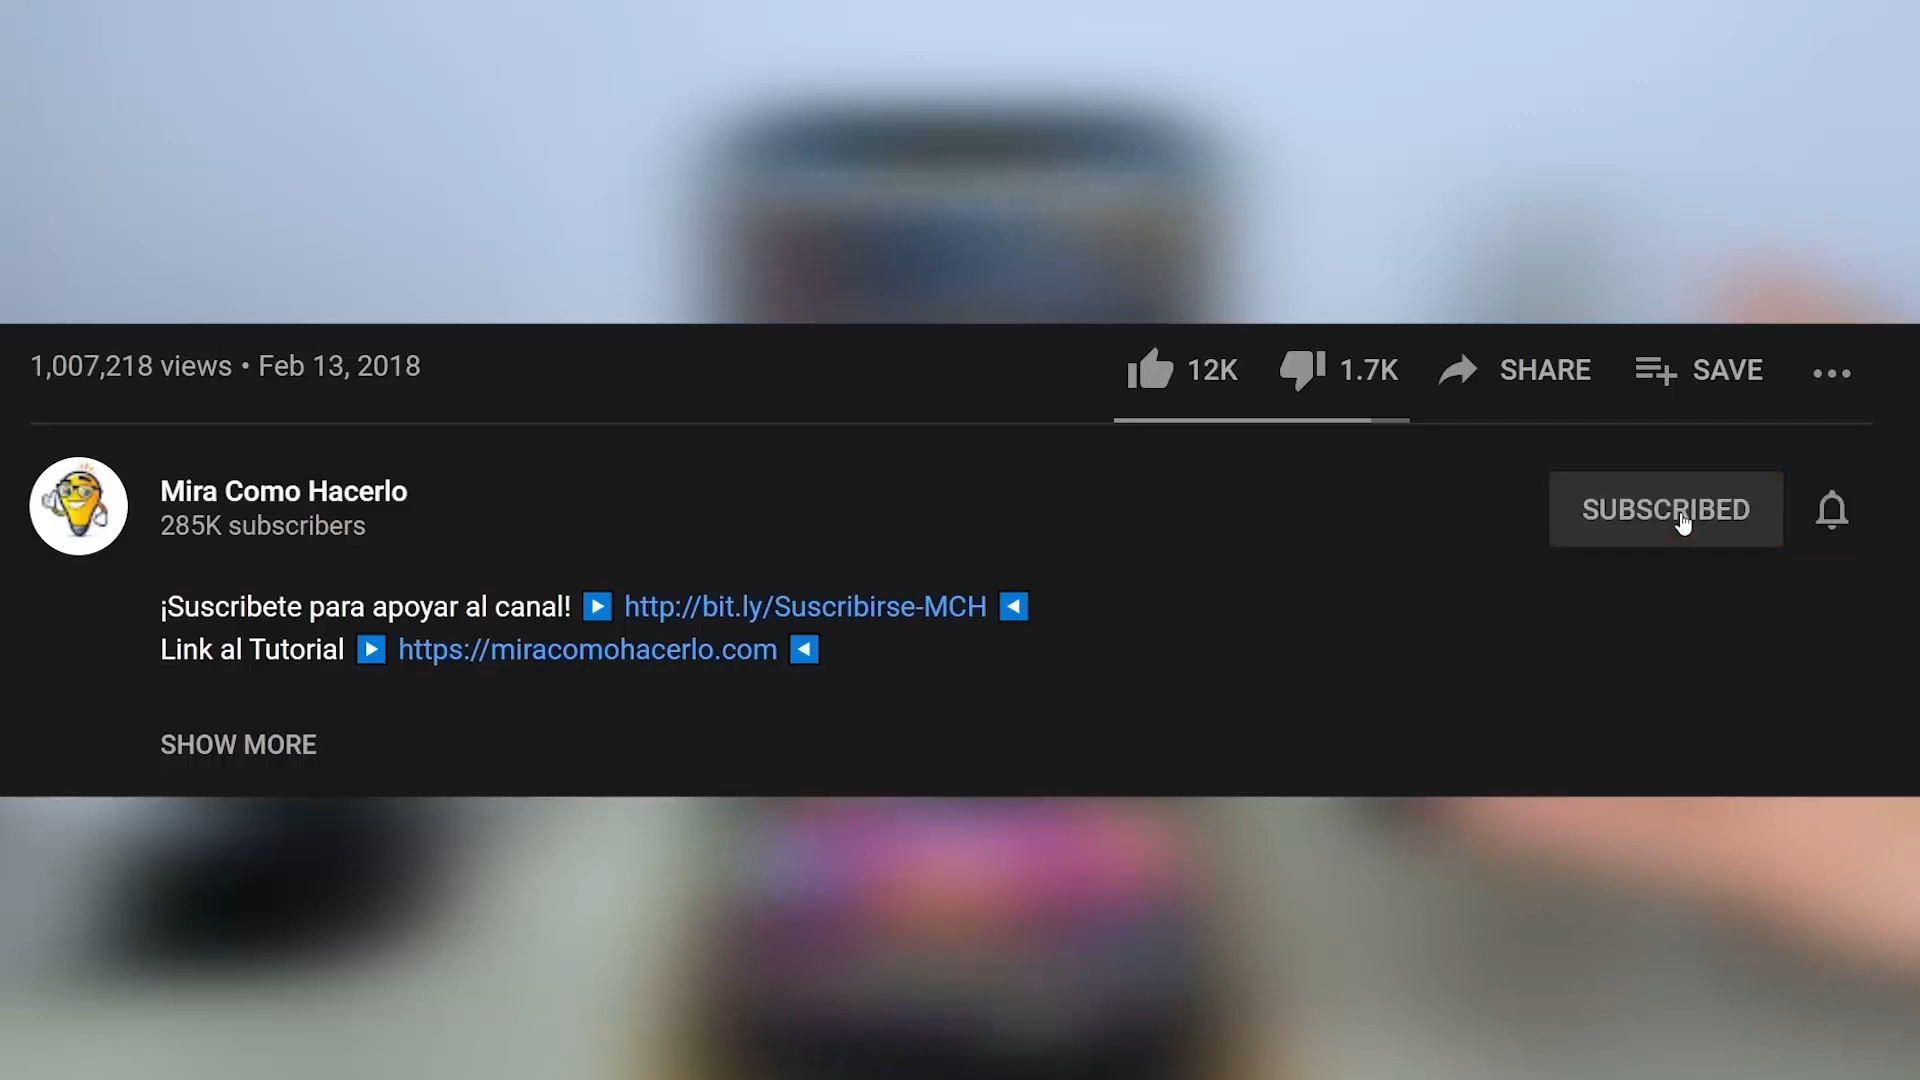 1,007,218 views • Feb 13, 2018
12K
1.7K
SHARE
SAVE
Mira Como Hacerlo
285K subscribers
SUBSCRIBED
¡Suscribete para apoyar al canal! ▶ http://bit.ly/Suscribirse-MCH ◀
Link al Tutorial ▶ https://miracomohacerlo.com ◀
SHOW MORE